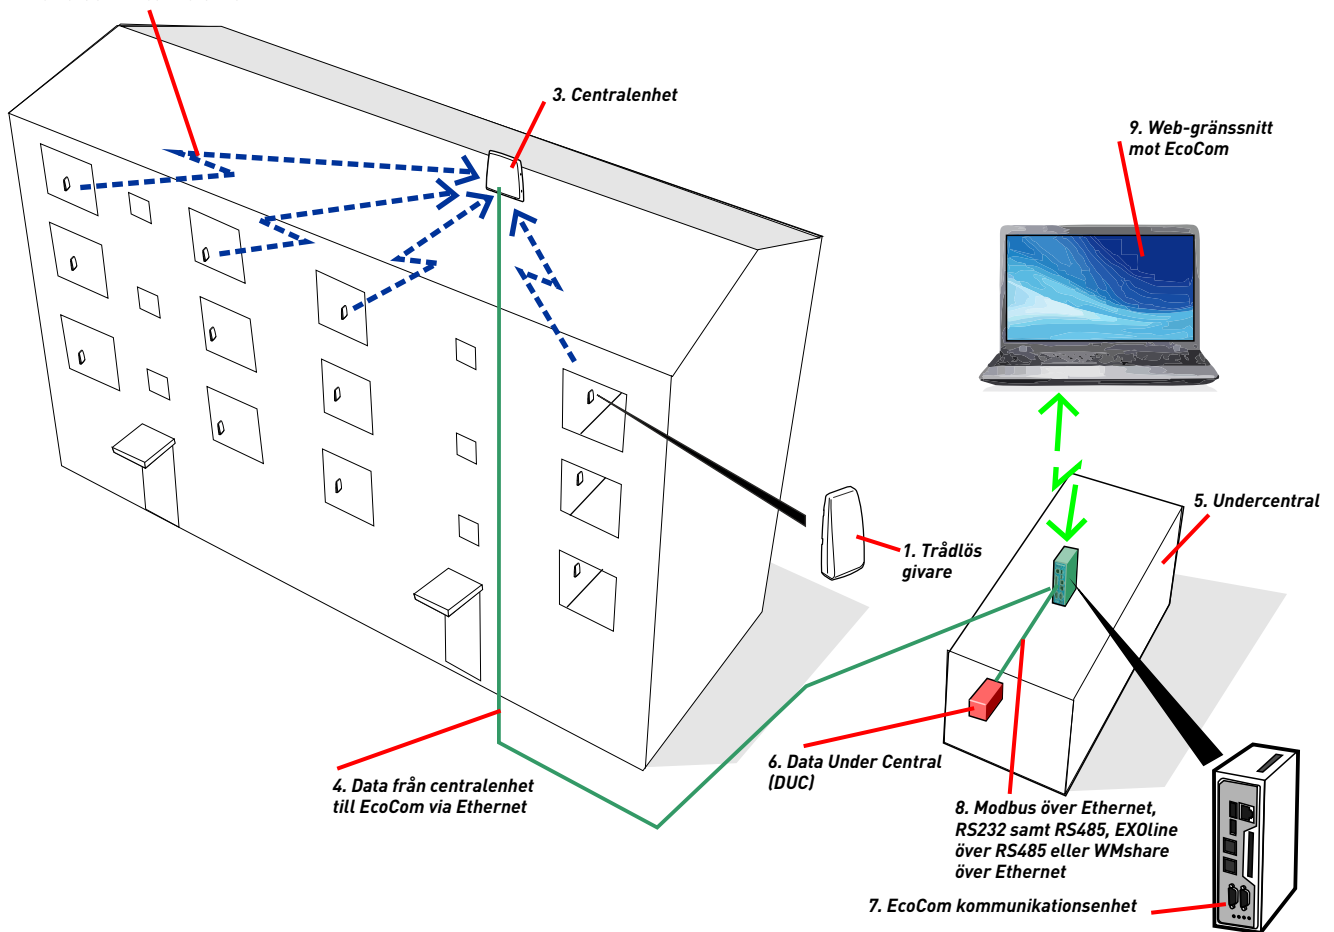 3. Centralenhet
9. Web-gränssnitt
mot EcoCom
5. Undercentral
1. Trådlös
givare
4. Data från centralenhet
till EcoCom via Ethernet
6. Data Under Central
(DUC)
8. Modbus över Ethernet,
RS232 samt RS485, EXOline
över RS485 eller WMshare
över Ethernet
7. EcoCom kommunikationsenhet